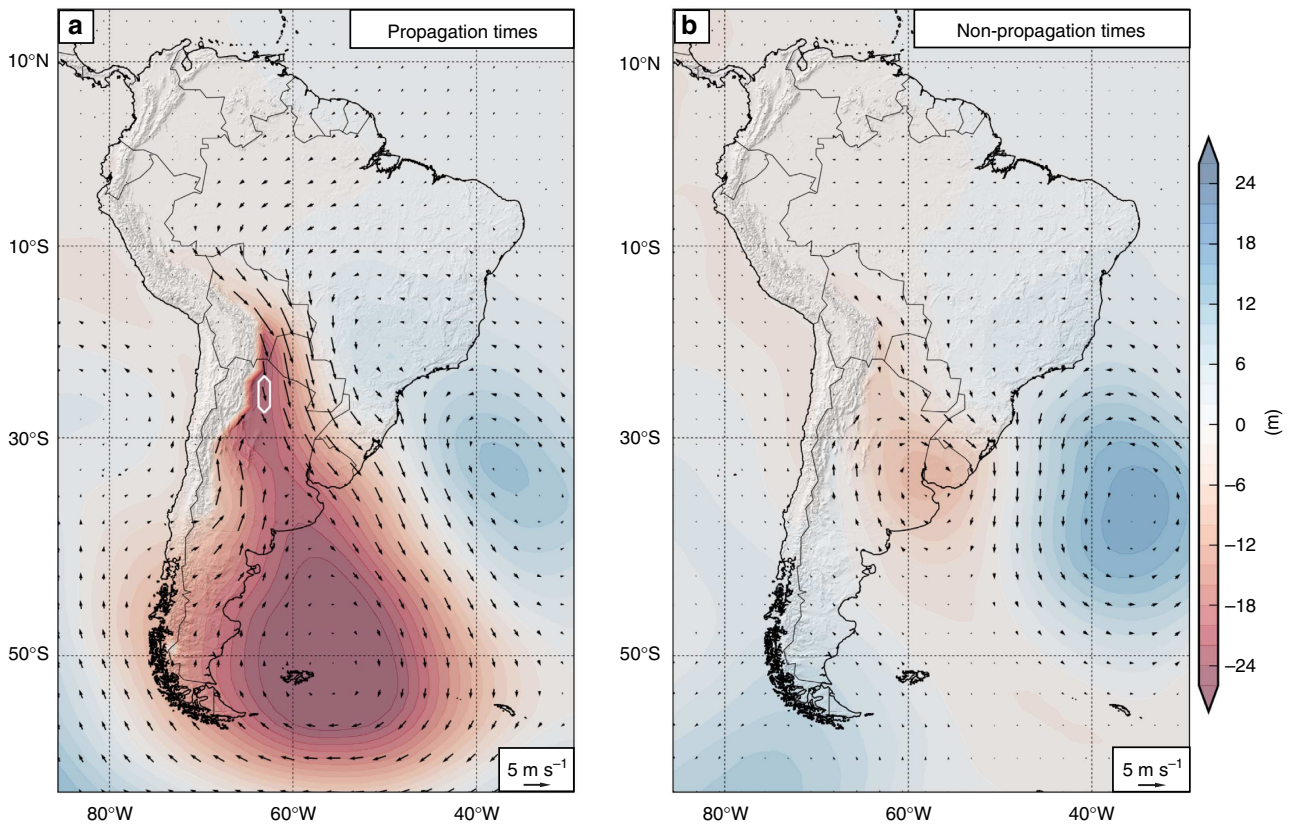 a
Propagation times
b
Non-propagation times
10°N
10°S
30°S
50°S
80°W
60°W
40°W
5 m s⁻¹
10°N
10°S
30°S
50°S
80°W
60°W
40°W
5 m s⁻¹
24
18
12
6
0
−6
−12
−18
−24
(m)